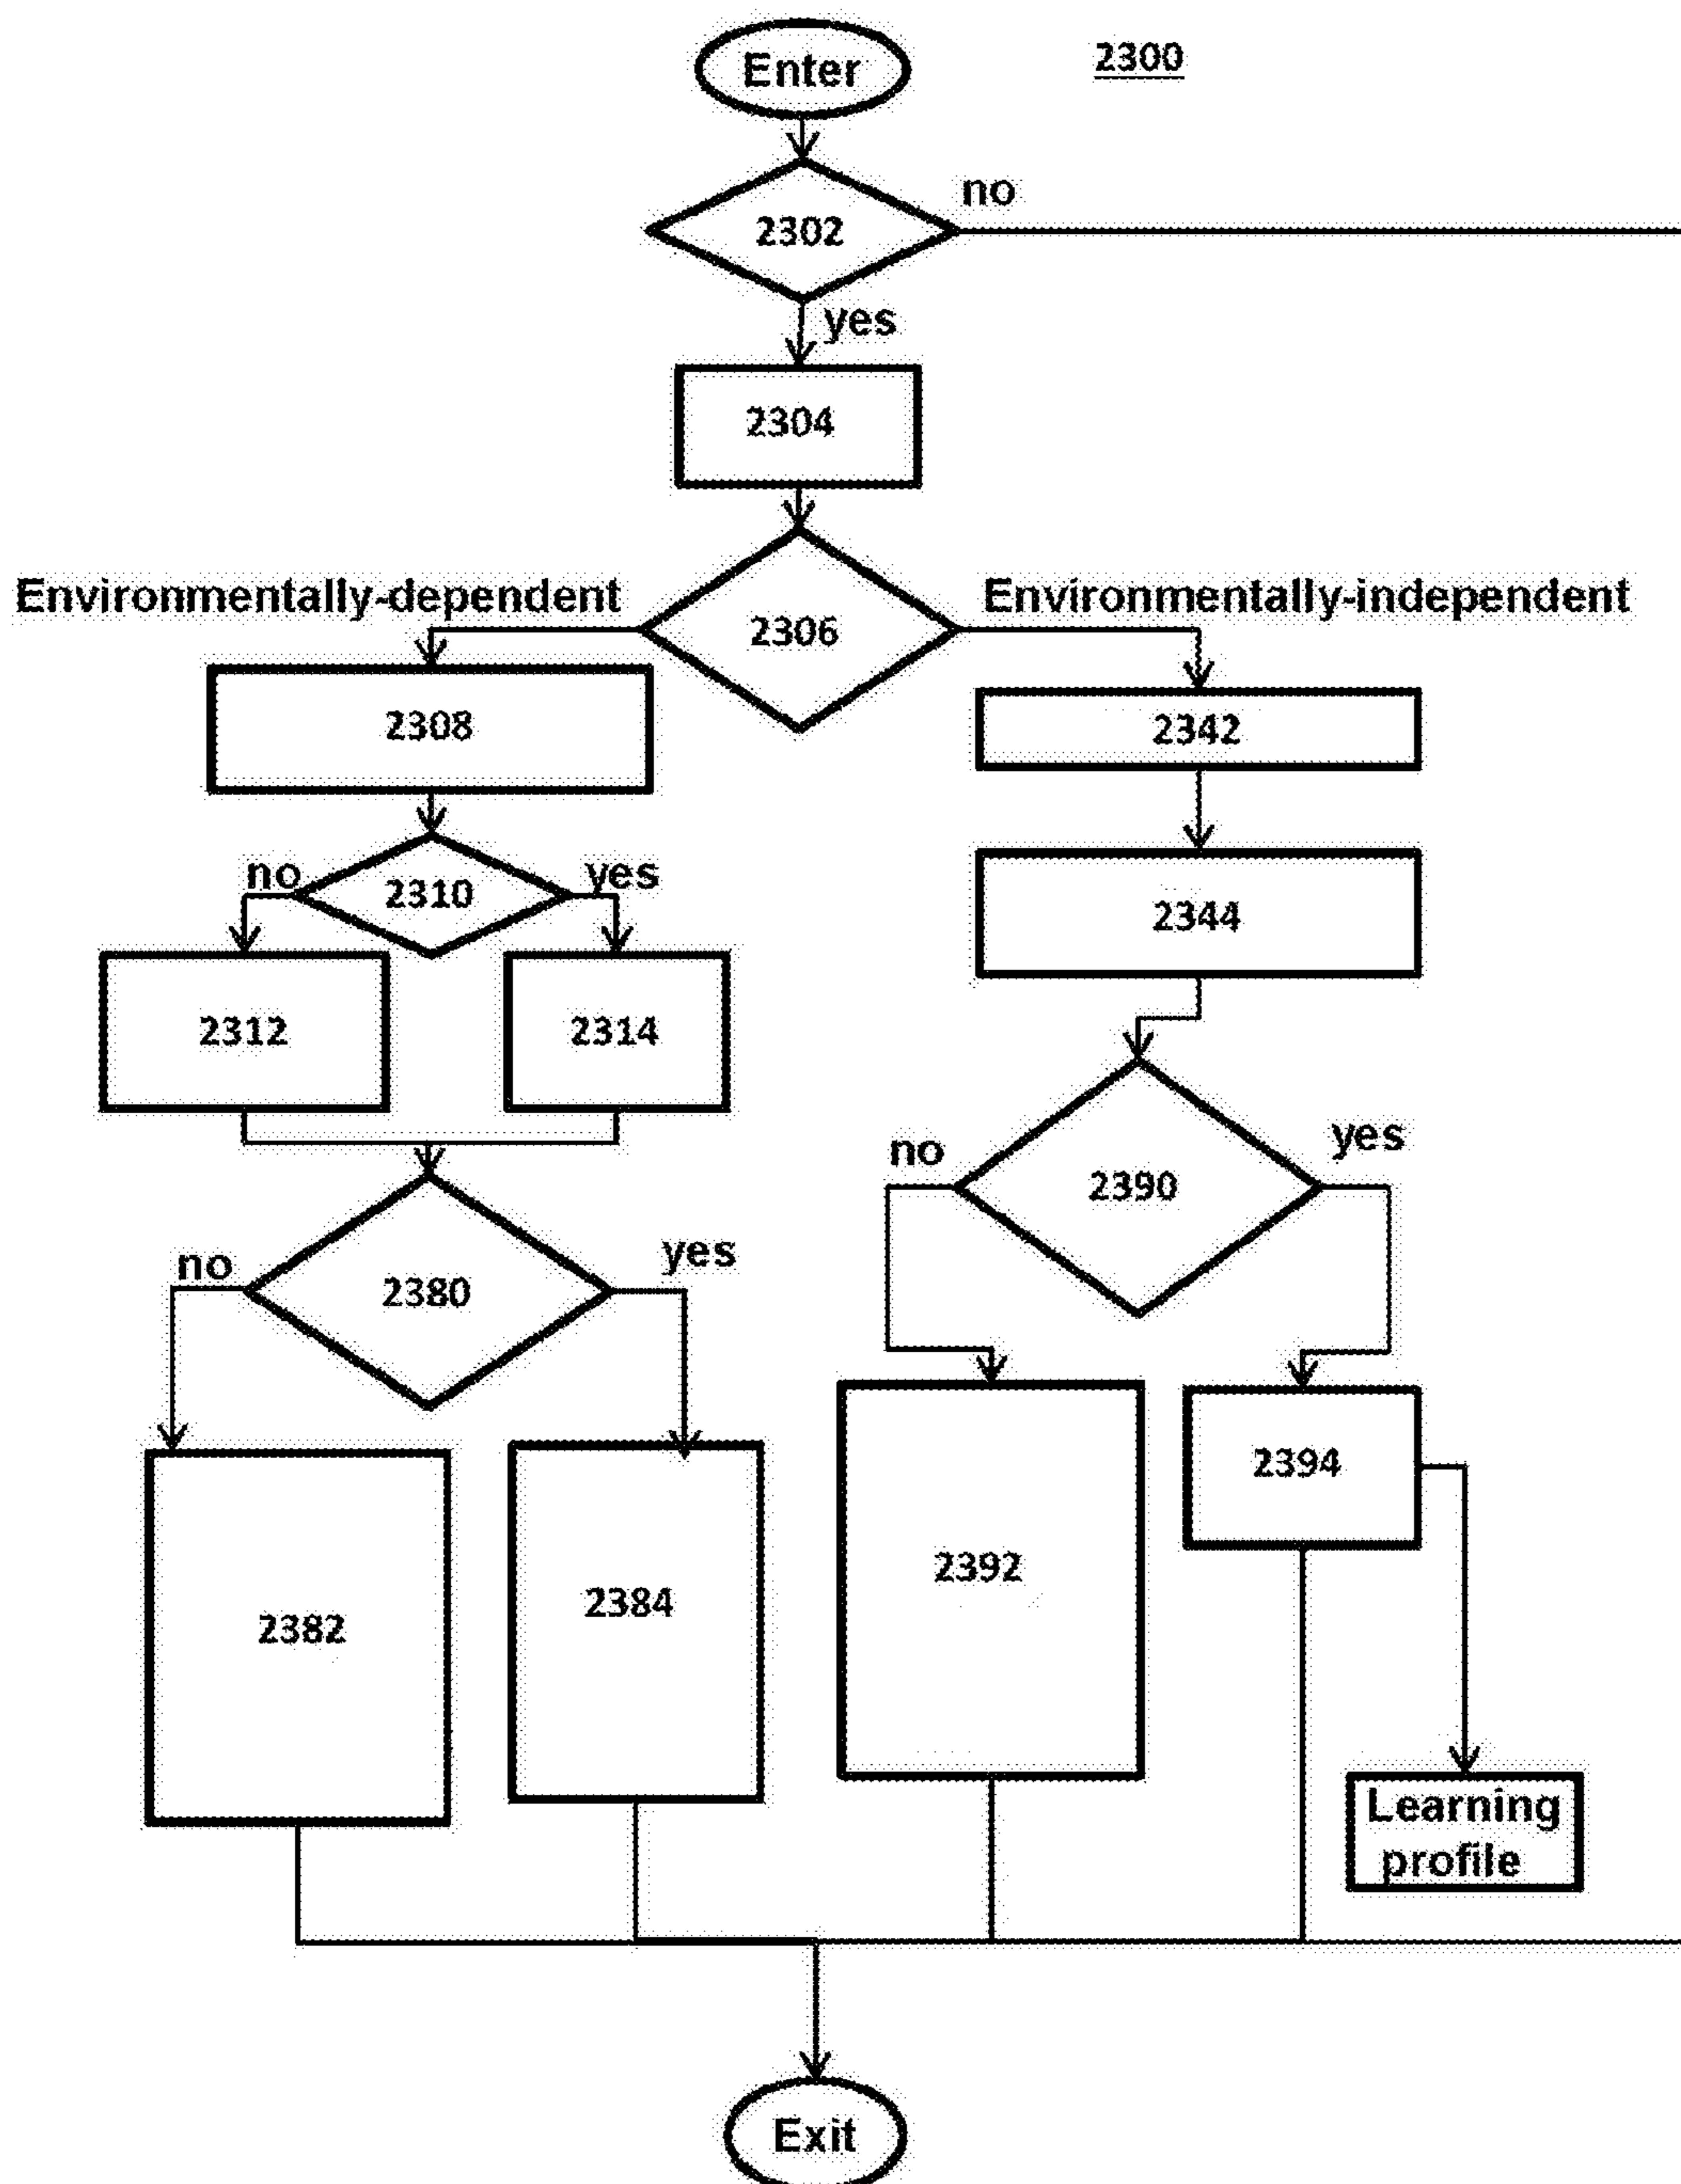 Enter
2300
no
2302
yes
2304
Environmentally-dependent
Environmentally-independent
2306
2308
2342
no
2310
yes
2344
2312
2314
no
yes
2390
no
2380
yes
2394
2392
2384
2382
Learning
profile
Exit